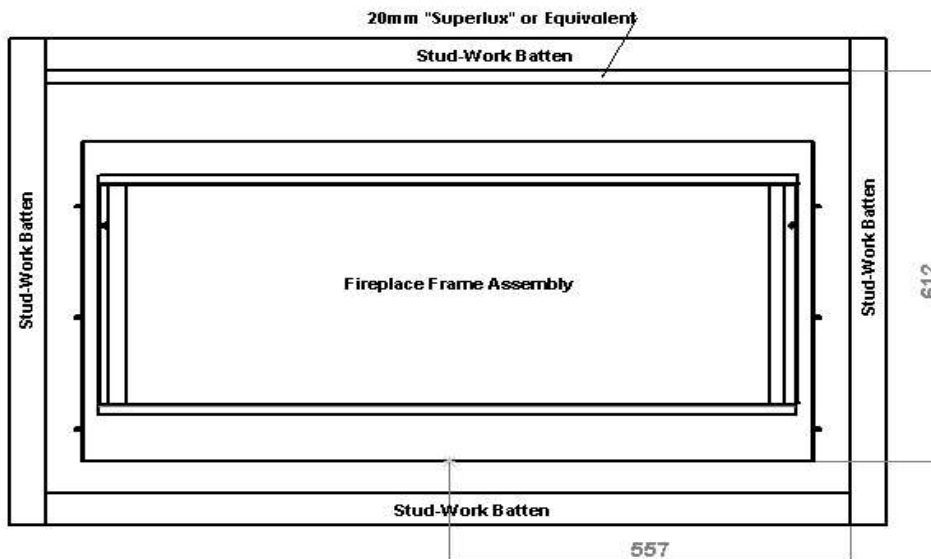 20mm "Superlux" or Equivalent
Stud-Work Batten
Stud-Work Batten
Stud-Work Batten
Fireplace Frame Assembly
612
Stud-Work Batten
557